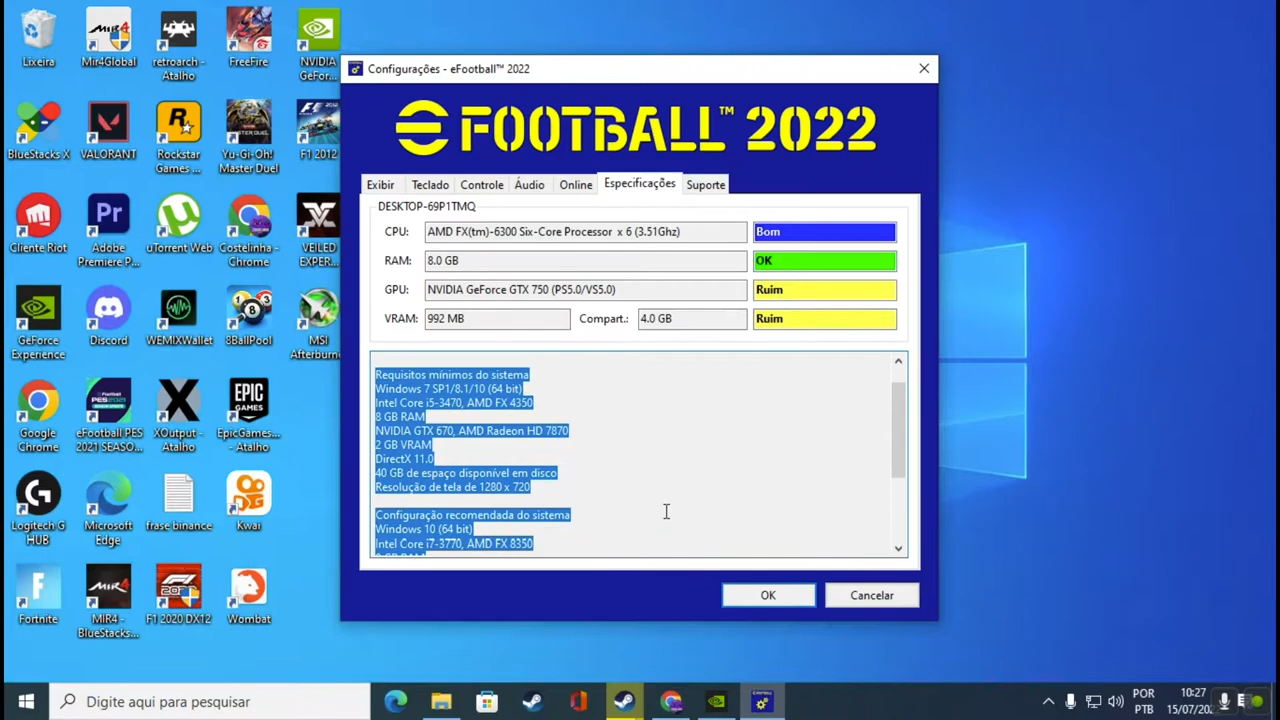 Lixeira
Mir4Global
retroarch -
Atalho
FreeFire
NVIDIA
GeFor...
BlueStacks X
VALORANT
Rockstar
Games ...
Yu-Gi-Oh!
Master Duel
F1 2012
Cliente Riot
Adobe
Premiere P...
uTorrent Web
Costelinha -
Chrome
VEILED
EXPER...
GeForce
Experience
Discord
WEMIXWallet
8BallPool
MSI
Afterburne
Google
Chrome
eFootball PES
2021 SEASO...
XOutput -
Atalho
EpicGames...
- Atalho
Logitech G
HUB
Microsoft
Edge
frase binance
Kwai
Fortnite
MIR4 -
BlueStacks...
F1 2020 DX12
Wombat
Configurações - eFootball™ 2022
FOOTBALL™ 2022
Exibir
Teclado
Controle
Áudio
Online
Especificações
Suporte
DESKTOP-69P1TMQ
CPU: AMD FX(tm)-6300 Six-Core Processor x 6 (3.51Ghz) Bom
RAM: 8.0 GB OK
GPU: NVIDIA GeForce GTX 750 (PS5.0/VS5.0) Ruim
VRAM: 992 MB Compart.: 4.0 GB Ruim
Requisitos mínimos do sistema
Windows 7 SP1/8.1/10 (64 bit)
Intel Core i5-3470, AMD FX 4350
8 GB RAM
NVIDIA GTX 670, AMD Radeon HD 7870
2 GB VRAM
DirectX 11.0
40 GB de espaço disponível em disco
Resolução de tela de 1280 x 720
Configuração recomendada do sistema
Windows 10 (64 bit)
Intel Core i7-3770, AMD FX 8350
OK
Cancelar
Digite aqui para pesquisar
POR
PTB
10:27
15/07/202